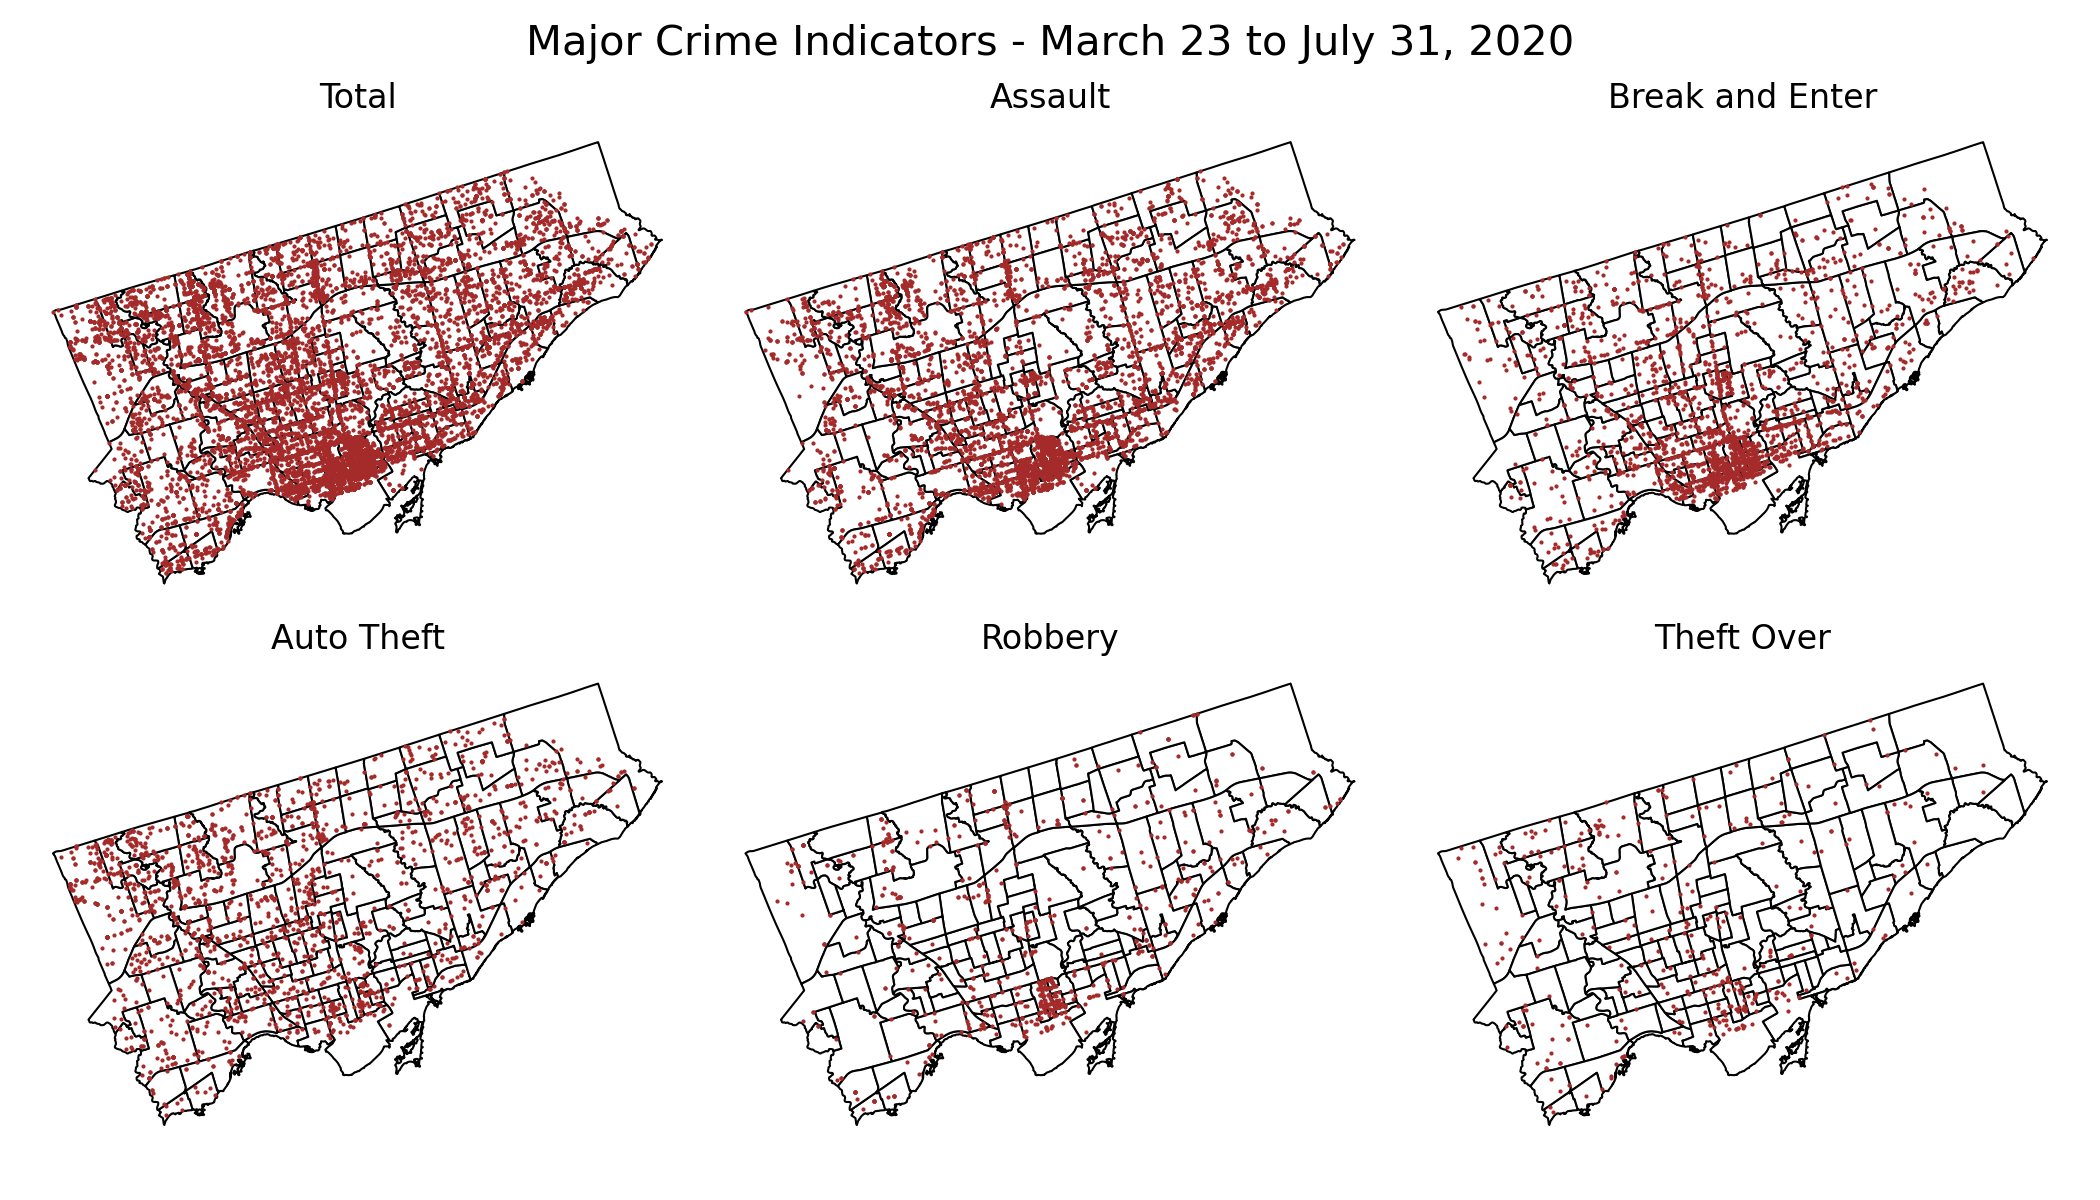 Major Crime Indicators - March 23 to July 31, 2020
Total
Assault
Break and Enter
Auto Theft
Robbery
Theft Over